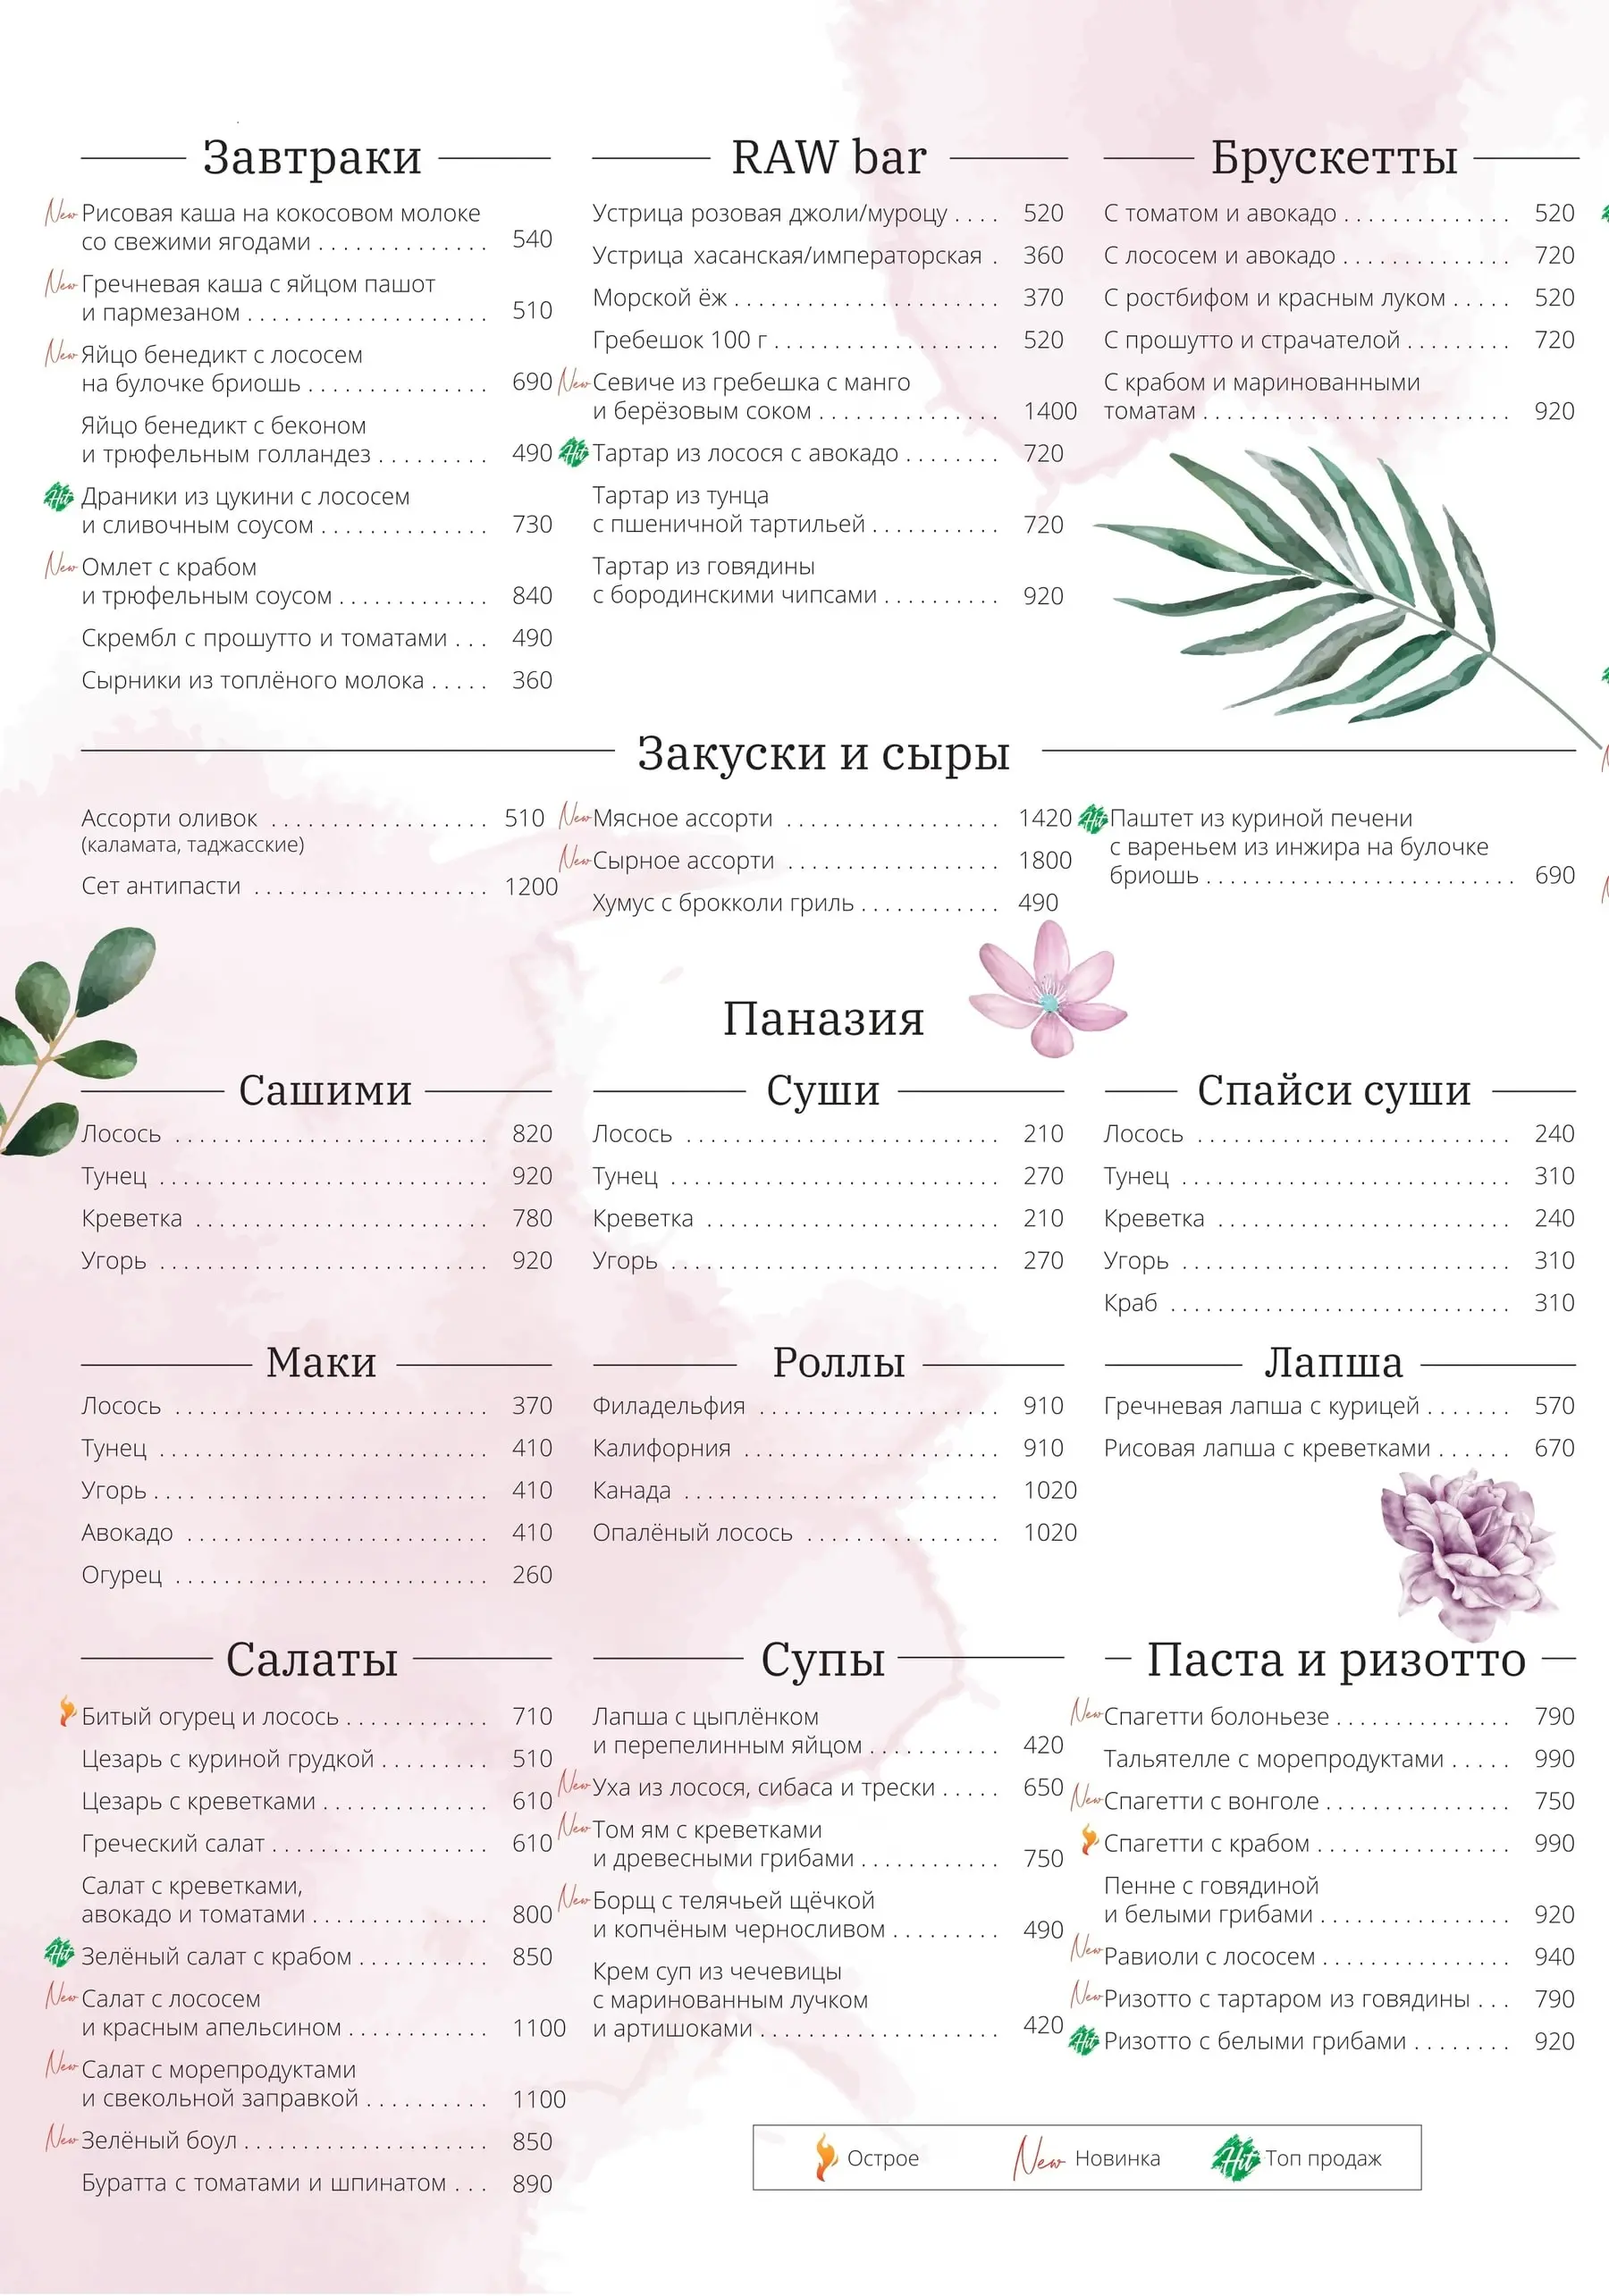 Завтраки
New Рисовая каша на кокосовом молоке
со свежими ягодами . . . . . . . . . . . . . . 540
New Гречневая каша с яйцом пашот
и пармезаном . . . . . . . . . . . . . . . . . . . . 510
New Яйцо бенедикт с лососем
на булочке бриошь . . . . . . . . . . . . . . . 690
Яйцо бенедикт с беконом
и трюфельным голландез . . . . . . . . . 490
Hit Драники из цукини с лососем
и сливочным соусом . . . . . . . . . . . . . . 730
New Омлет с крабом
и трюфельным соусом . . . . . . . . . . . . . 840
Скрембл с прошутто и томатами . . . 490
Сырники из топлёного молока . . . . . 360
RAW bar
Устрица розовая джоли/муроцу . . . . 520
Устрица хасанская/императорская . 360
Морской ёж . . . . . . . . . . . . . . . . . . . . . . 370
Гребешок 100 г . . . . . . . . . . . . . . . . . . . 520
New Севиче из гребешка с манго
и берёзовым соком . . . . . . . . . . . . . . . 1400
Hit Тартар из лосося с авокадо . . . . . . . . 720
Тартар из тунца
с пшеничной тартильей . . . . . . . . . . . 720
Тартар из говядины
с бородинскими чипсами . . . . . . . . . . 920
Брускетты
С томатом и авокадо . . . . . . . . . . . . . . 520
С лососем и авокадо . . . . . . . . . . . . . . 720
С ростбифом и красным луком . . . . . 520
С прошутто и страчателой . . . . . . . . . 720
С крабом и маринованными
томатам . . . . . . . . . . . . . . . . . . . . . . . . . . 920
Закуски и сыры
Ассорти оливок . . . . . . . . . . . . . . . . . . 510
(каламата, таджасские)
Сет антипасти . . . . . . . . . . . . . . . . . . . . 1200
New Мясное ассорти . . . . . . . . . . . . . . . . . . 1420
New Сырное ассорти . . . . . . . . . . . . . . . . . . 1800
Хумус с брокколи гриль . . . . . . . . . . . . 490
Hit Паштет из куриной печени
с вареньем из инжира на булочке
бриошь . . . . . . . . . . . . . . . . . . . . . . . . . . 690
Паназия
Сашими
Лосось . . . . . . . . . . . . . . . . . . . . . . . . . . 820
Тунец . . . . . . . . . . . . . . . . . . . . . . . . . . . . 920
Креветка . . . . . . . . . . . . . . . . . . . . . . . . . 780
Угорь . . . . . . . . . . . . . . . . . . . . . . . . . . . . 920
Суши
Лосось . . . . . . . . . . . . . . . . . . . . . . . . . . 210
Тунец . . . . . . . . . . . . . . . . . . . . . . . . . . . . 270
Креветка . . . . . . . . . . . . . . . . . . . . . . . . . 210
Угорь . . . . . . . . . . . . . . . . . . . . . . . . . . . . 270
Спайси суши
Лосось . . . . . . . . . . . . . . . . . . . . . . . . . . 240
Тунец . . . . . . . . . . . . . . . . . . . . . . . . . . . . 310
Креветка . . . . . . . . . . . . . . . . . . . . . . . . . 240
Угорь . . . . . . . . . . . . . . . . . . . . . . . . . . . . 310
Краб . . . . . . . . . . . . . . . . . . . . . . . . . . . . . 310
Маки
Лосось . . . . . . . . . . . . . . . . . . . . . . . . . . 370
Тунец . . . . . . . . . . . . . . . . . . . . . . . . . . . . 410
Угорь . . . . . . . . . . . . . . . . . . . . . . . . . . . . 410
Авокадо . . . . . . . . . . . . . . . . . . . . . . . . . . 410
Огурец . . . . . . . . . . . . . . . . . . . . . . . . . . 260
Роллы
Филадельфия . . . . . . . . . . . . . . . . . . . . 910
Калифорния . . . . . . . . . . . . . . . . . . . . . . 910
Канада . . . . . . . . . . . . . . . . . . . . . . . . . . 1020
Опалёный лосось . . . . . . . . . . . . . . . . 1020
Лапша
Гречневая лапша с курицей . . . . . . . 570
Рисовая лапша с креветками . . . . . . 670
Салаты
Битый огурец и лосось . . . . . . . . . . . . 710
Цезарь с куриной грудкой . . . . . . . . . 510
Цезарь с креветками . . . . . . . . . . . . . . 610
Греческий салат . . . . . . . . . . . . . . . . . . 610
Салат с креветками,
авокадо и томатами . . . . . . . . . . . . . . . 800
Hit Зелёный салат с крабом . . . . . . . . . . . 850
New Салат с лососем
и красным апельсином . . . . . . . . . . . . 1100
New Салат с морепродуктами
и свекольной заправкой . . . . . . . . . . 1100
New Зелёный боул . . . . . . . . . . . . . . . . . . . . 850
Буратта с томатами и шпинатом . . . 890
Супы
Лапша с цыплёнком
и перепелинным яйцом . . . . . . . . . . . 420
New Уха из лосося, сибаса и трески . . . . . 650
New Том ям с креветками
и древесными грибами . . . . . . . . . . . . 750
New Борщ с телячьей щёчкой
и копчёным черносливом . . . . . . . . . 490
Крем суп из чечевицы
с маринованным лучком
и артишоками . . . . . . . . . . . . . . . . . . . . 420
Паста и ризотто
New Спагетти болоньезе . . . . . . . . . . . . . . . 790
Тальятелле с морепродуктами . . . . . 990
New Спагетти с вонголе . . . . . . . . . . . . . . . . 750
Спагетти с крабом . . . . . . . . . . . . . . . . . 990
Пенне с говядиной
и белыми грибами . . . . . . . . . . . . . . . . 920
New Равиоли с лососем . . . . . . . . . . . . . . . . 940
New Ризотто с тартаром из говядины . . . 790
Hit Ризотто с белыми грибами . . . . . . . . 920
Острое New Новинка Hit Топ продаж